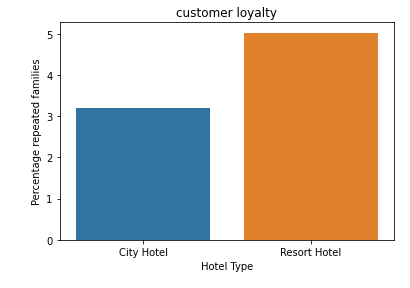 customer loyalty
Percentage repeated families
5
4
3
2
1
0
City Hotel
Resort Hotel
Hotel Type